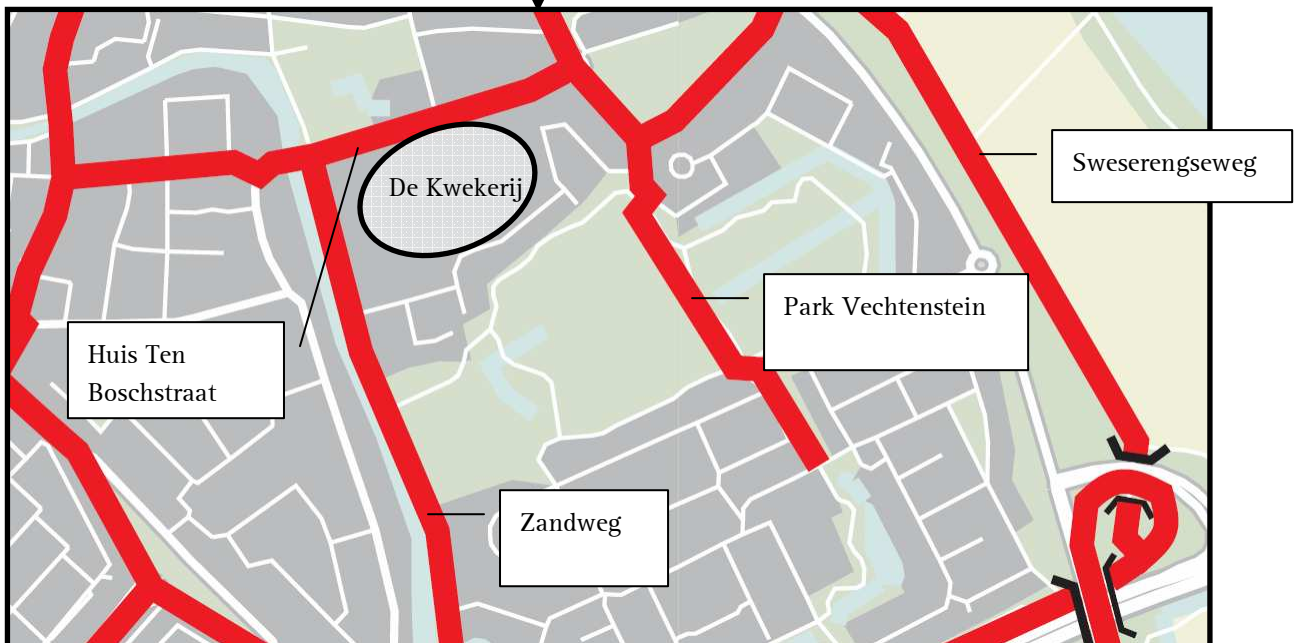 De Kwekerij
Sweserengseweg
Park Vechtenstein
Huis Ten
Boschstraat
Zandweg